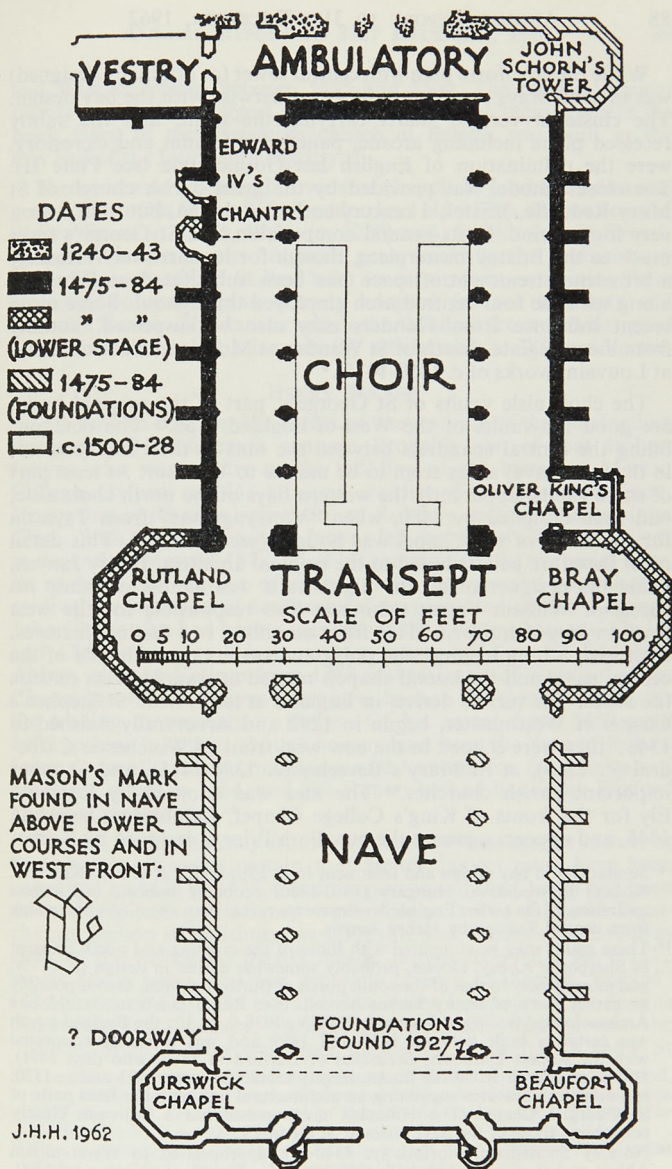 VESTRY
AMBULATORY
JOHN
SCHORN'S
TOWER
EDWARD
IV's
CHANTRY
DATES
1240-43
1475-84
" "
(LOWER STAGE)
1475-84
(FOUNDATIONS)
c.1500-28
CHOIR
OLIVER KING'S
CHAPEL
RUTLAND
CHAPEL
TRANSEPT
BRAY
CHAPEL
SCALE OF FEET
0 5 10 20 30 40 50 60 70 80 90 100
MASON'S MARK
FOUND IN NAVE
ABOVE LOWER
COURSES AND IN
WEST FRONT:
NAVE
? DOORWAY
FOUNDATIONS
FOUND 1927
URSWICK
CHAPEL
BEAUFORT
CHAPEL
J.H.H. 1962